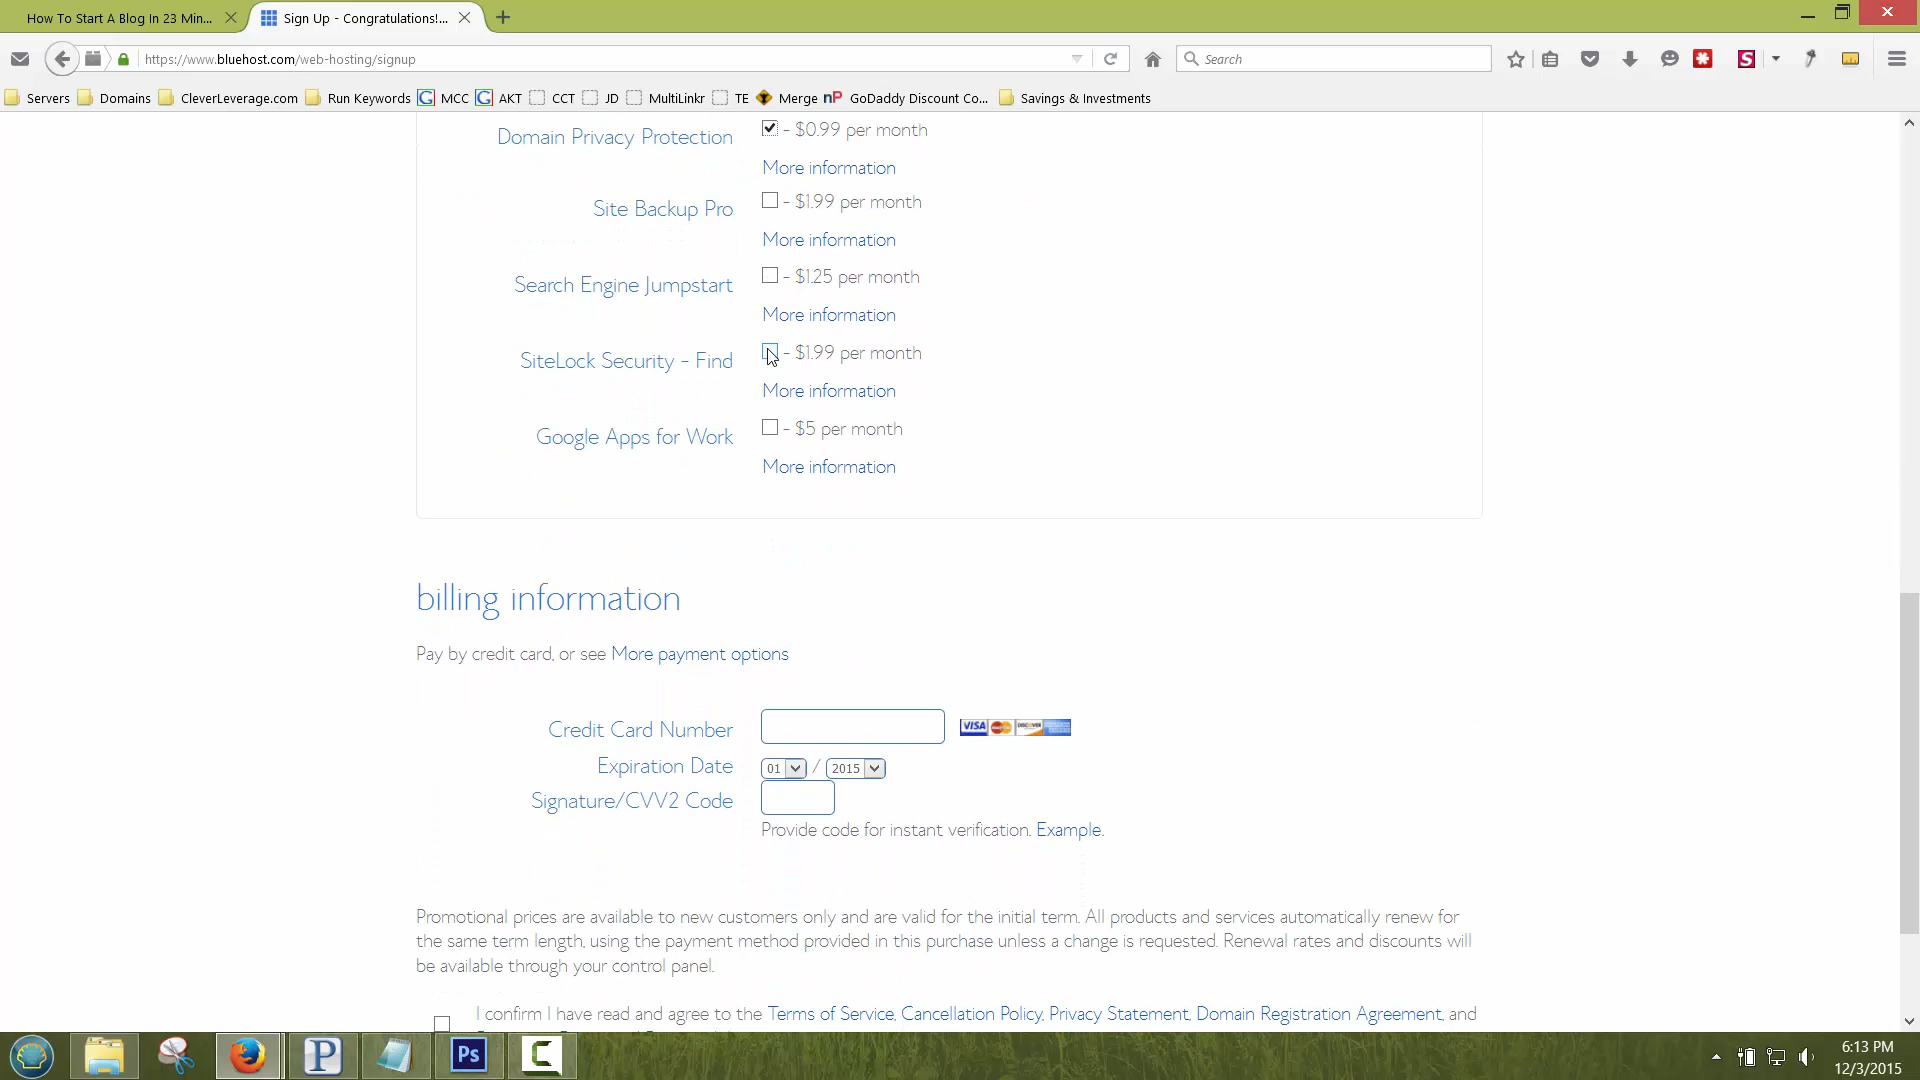 How To Start A Blog In 23 Min...
Sign Up - Congratulations!...
https://www.bluehost.com/web-hosting/signup
Search
Servers Domains CleverLeverage.com Run Keywords MCC AKT CCT JD MultiLinkr TE Merge nP GoDaddy Discount Co... Savings & Investments
Domain Privacy Protection - $0.99 per month
More information
Site Backup Pro - $1.99 per month
More information
Search Engine Jumpstart - $1.25 per month
More information
SiteLock Security - Find - $1.99 per month
More information
Google Apps for Work - $5 per month
More information
billing information
Pay by credit card, or see More payment options
Credit Card Number VISA
Expiration Date 01 / 2015
Signature/CVV2 Code
Provide code for instant verification. Example.
Promotional prices are available to new customers only and are valid for the initial term. All products and services automatically renew for
the same term length, using the payment method provided in this purchase unless a change is requested. Renewal rates and discounts will
be available through your control panel.
I confirm I have read and agree to the Terms of Service, Cancellation Policy, Privacy Statement, Domain Registration Agreement, and
P Ps C
6:13 PM
12/3/2015